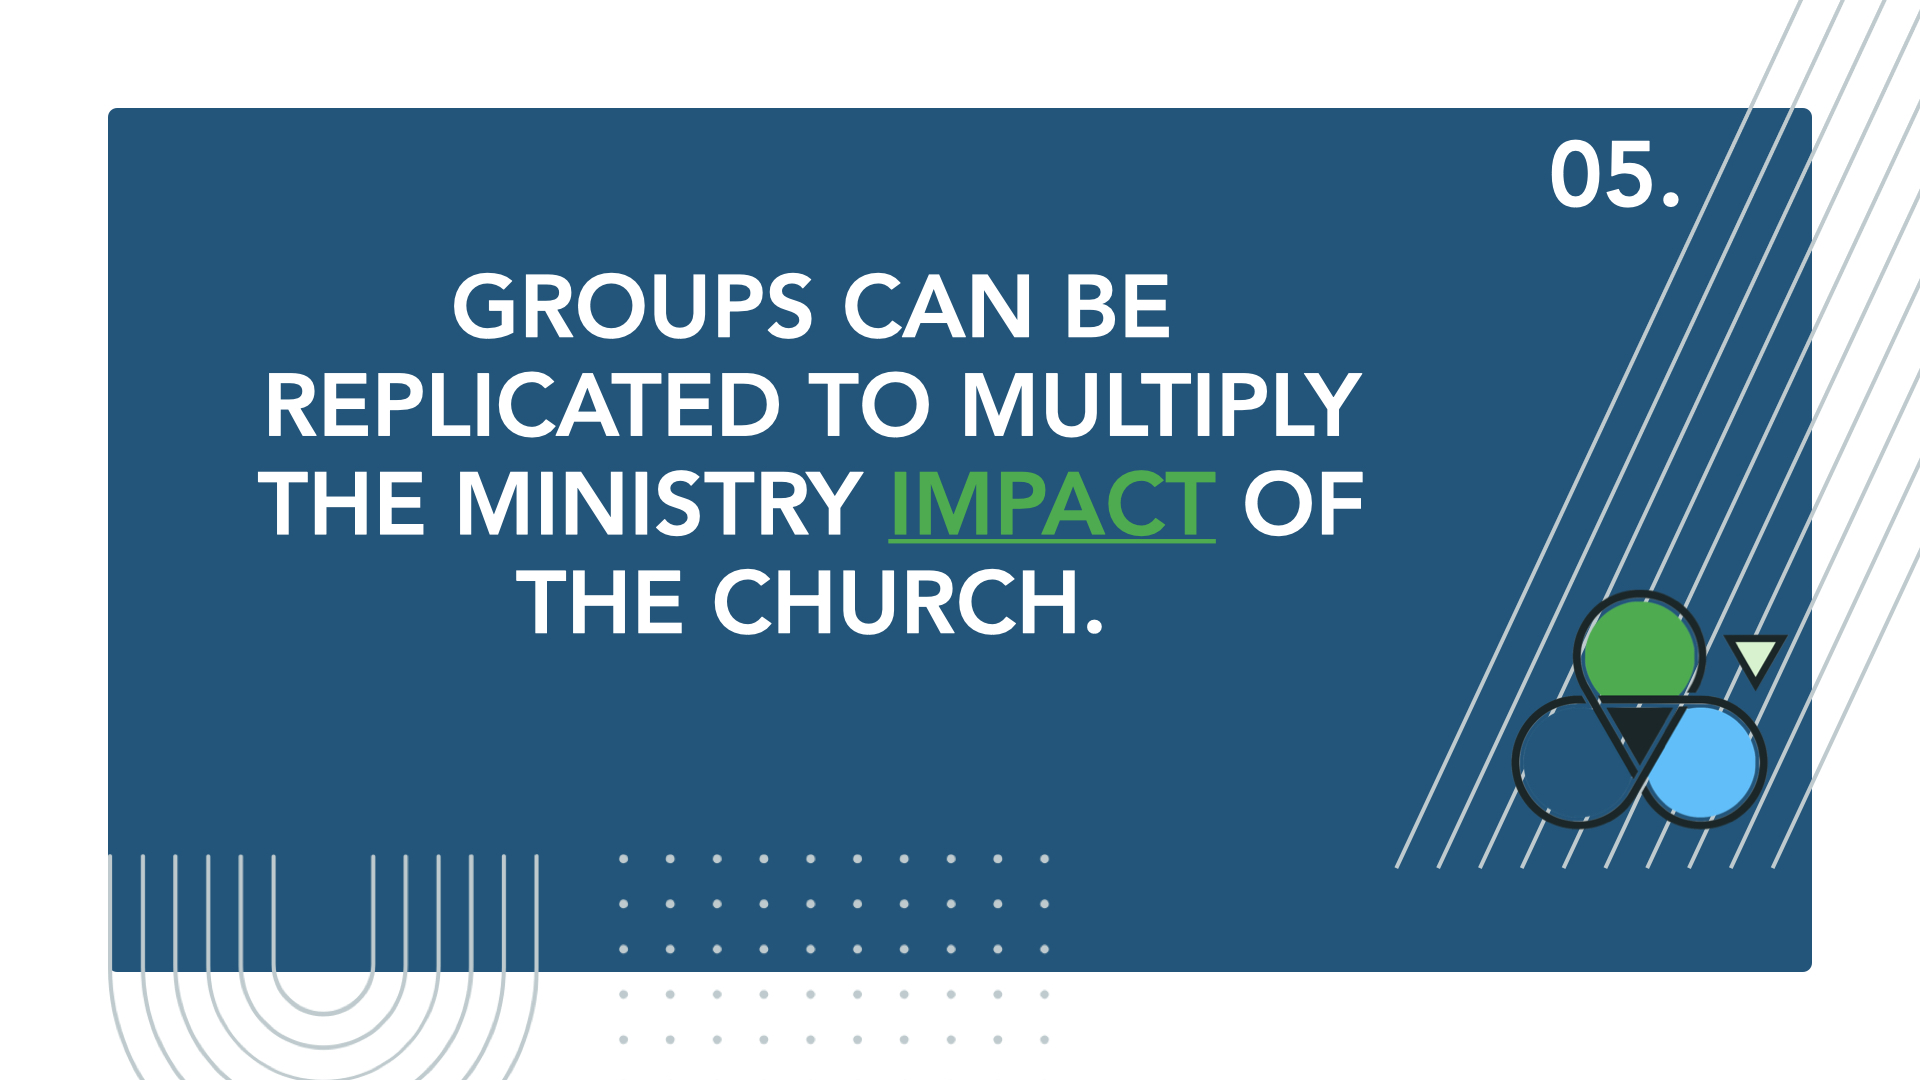 05.
GROUPS CAN BE
REPLICATED TO MULTIPLY
THE MINISTRY IMPACT OF
THE CHURCH.